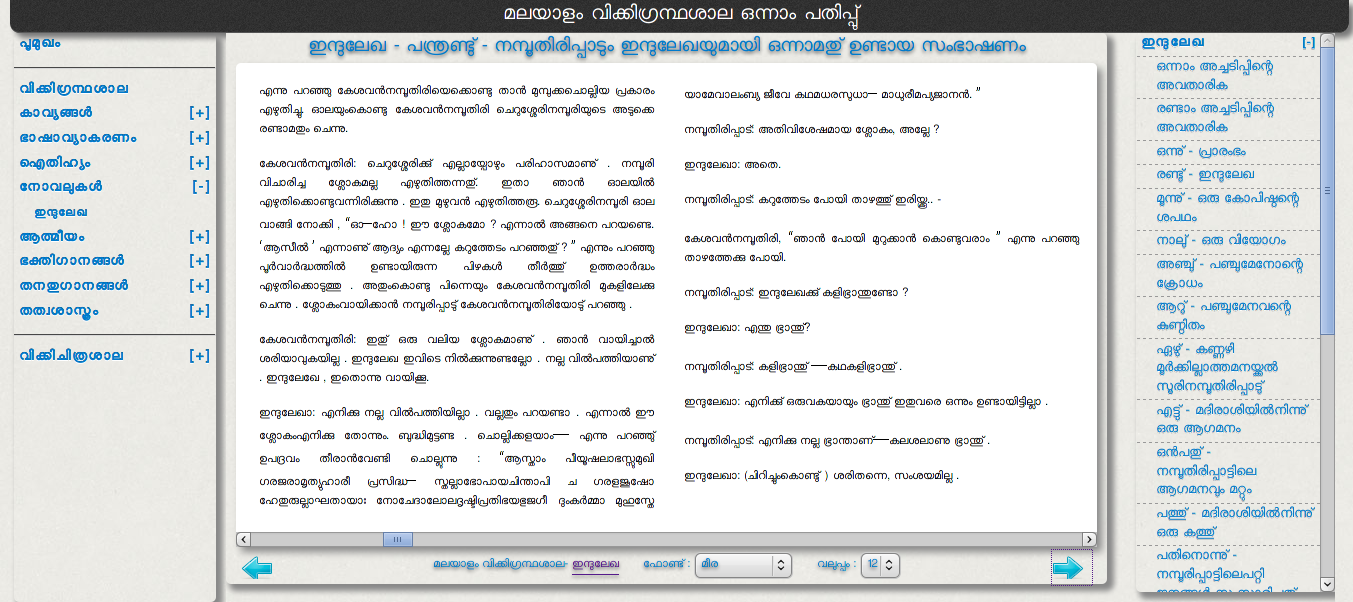 മലയാളം വിക്കിഗ്രന്ഥശാല ഒന്നാം പതിപ്പ്
പൂമുഖം
വിക്കിഗ്രന്ഥശാല
കാവ്യങ്ങൾ [+]
ഭാഷാവ്യാകരണം [+]
ഐതിഹ്യം [+]
നോവലുകൾ [-]
ഇന്ദുലേഖ
ആത്മീയം [+]
ഭക്തിഗാനങ്ങൾ [+]
തനതുഗാനങ്ങൾ [+]
തത്വശാസ്ത്രം [+]
വിക്കിചിത്രശാല [+]
ഇന്ദുലേഖ - പന്ത്രണ്ടു് - നമ്പൂതിരിപ്പാടും ഇന്ദുലേഖയുമായി ഒന്നാമതു് ഉണ്ടായ സംഭാഷണം
എന്നു പറഞ്ഞു കേശവൻനമ്പൂതിരിയെക്കൊണ്ടു താൻ മുമ്പുക്കചൊല്ലിയ പ്രകാരം
എഴുതിച്ചു. ഓലയുംകൊണ്ടു കേശവൻനമ്പൂതിരി ചെറുശ്ശേരിനമ്പൂരിയുടെ അടുക്കെ
രണ്ടാമതും ചെന്നു.
കേശവൻനമ്പൂതിരി: ചെറുശ്ശേരിക്കു് എല്ലായ്പോഴും പരിഹാസമാണു് . നമ്പൂരി
വിചാരിച്ച ശ്ലോകമല്ല എഴുതിത്തന്നതു്. ഇതാ ഞാൻ ഓലയിൽ
എഴുതിക്കൊണ്ടുവന്നിരിക്കുന്നു . ഇതു മുഴുവൻ എഴുതിത്തരൂ. ചെറുശ്ശേരിനമ്പൂരി ഓല
വാങ്ങി നോക്കി , “ഓ—ഹോ ! ഈ ശ്ലോകമോ ? എന്നാൽ അങ്ങനെ പറയണ്ടെ.
‘ആസീൽ ’ എന്നാണു് ആദ്യം എന്നല്ലേ കറുത്തേടം പറഞ്ഞതു് ? ” എന്നും പറഞ്ഞു
പൂർവാർദ്ധത്തിൽ ഉണ്ടായിരുന്ന പിഴകൾ തീർത്തു് ഉത്തരാർദ്ധം
എഴുതിക്കൊടുത്തു . അതുംകൊണ്ടു പിന്നെയും കേശവൻനമ്പൂതിരി മുകളിലേക്കു
ചെന്നു . ശ്ലോകംവായിക്കാൻ നമ്പൂരിപ്പാട്ടു് കേശവൻനമ്പൂതിരിയോടു് പറഞ്ഞു .
കേശവൻനമ്പൂതിരി: ഇതു് ഒരു വലിയ ശ്ലോകമാണു് . ഞാൻ വായിച്ചാൽ
ശരിയാവുകയില്ല . ഇന്ദുലേഖ ഇവിടെ നിൽക്കുന്നുണ്ടല്ലോ . നല്ല വിൽപത്തിയാണു്
. ഇന്ദുലേഖേ , ഇതൊന്നു വായിക്കൂ.
ഇന്ദുലേഖാ: എനിക്കു നല്ല വിൽപത്തിയില്ലാ . വല്ലതും പറയണ്ടാ . എന്നാൽ ഈ
ശ്ലോകംഎനിക്കു തോന്നും. ബുദ്ധിമുട്ടണ്ട . ചൊല്ലിക്കളയാം— എന്നു പറഞ്ഞു്
ഉപദ്രവം തീരാൻവേണ്ടി ചൊല്ലുന്നു : “ആസ്താം പീയൂഷലാഭസ്സുമുഖി
ഗരജരാമൃത്യുഹാരീ പ്രസിദ്ധ— സ്തല്ലാഭോപായചിന്താപി ച ഗരളജുഷോ
ഹേതുരുല്ലാഘതായാഃ നോചേദാലോലദൃഷ്ടിപ്രതിഭയഭുജഗീ ദ്ദംശകർമ്മാ മുഹുസ്തേ
യാമേവാലംബ്യ ജീവേ കഥമധരസുധാ— മാധുരീമപ്യജാനൻ. ”
നമ്പൂതിരിപ്പാട്: അതിവിശേഷമായ ശ്ലോകം, അല്ലേ ?
ഇന്ദുലേഖാ: അതെ.
നമ്പൂതിരിപ്പാട്: കറുത്തേടം പോയി താഴത്തു് ഇരിയ്ക്കൂ.. -
കേശവൻനമ്പൂതിരി, “ഞാൻ പോയി മുറുക്കാൻ കൊണ്ടുവരാം ” എന്നു പറഞ്ഞു
താഴത്തേക്കു പോയി.
നമ്പൂതിരിപ്പാട്: ഇന്ദുലേഖക്കു് കളിഭ്രാന്തുണ്ടോ ?
ഇന്ദുലേഖാ: എന്തു ഭ്രാന്തു്?
നമ്പൂതിരിപ്പാട്: കളിഭ്രാന്തു് —കഥകളിഭ്രാന്തു് .
ഇന്ദുലേഖാ: എനിക്കു് ഒരുവകയായും ഭ്രാന്തു് ഇതുവരെ ഒന്നും ഉണ്ടായിട്ടില്ലാ .
നമ്പൂതിരിപ്പാട്: എനിക്കു നല്ല ഭ്രാന്താണ്—കലശലാണു ഭ്രാന്തു് .
ഇന്ദുലേഖാ: (ചിറിച്ചുംകൊണ്ടു് ) ശരിതന്നെ, സംശയമില്ല .
മലയാളം വിക്കിഗ്രന്ഥശാല- ഇന്ദുലേഖ ഫോണ്ട് : മീര വലുപ്പം : 12
ഇന്ദുലേഖ [-]
ഒന്നാം അച്ചടിപ്പിന്റെ
അവതാരിക
രണ്ടാം അച്ചടിപ്പിന്റെ
അവതാരിക
ഒന്നു് - പ്രാരംഭം
രണ്ടു് - ഇന്ദുലേഖ
മൂന്നു് - ഒരു കോപിഷ്ഠന്റെ
ശപഥം
നാലു് - ഒരു വിയോഗം
അഞ്ചു് - പഞ്ചുമേനോന്റെ
ക്രോധം
ആറു് - പഞ്ചുമേനവന്റെ
കുണ്ഠിതം
ഏഴു് - കണ്ണഴി
മൂർക്കില്ലാത്തമനയ്ക്കൽ
സൂരിനമ്പൂതിരിപ്പാട്ടു്
എട്ടു് - മദിരാശിയിൽനിന്നു്
ഒരു ആഗമനം
ഒൻപതു് -
നമ്പൂതിരിപ്പാട്ടിലെ
ആഗമനവും മറ്റും
പത്തു് - മദിരാശിയിൽനിന്നു്
ഒരു കത്തു്
പതിനൊന്നു് -
നമ്പൂരിപ്പാട്ടിലെപറ്റി